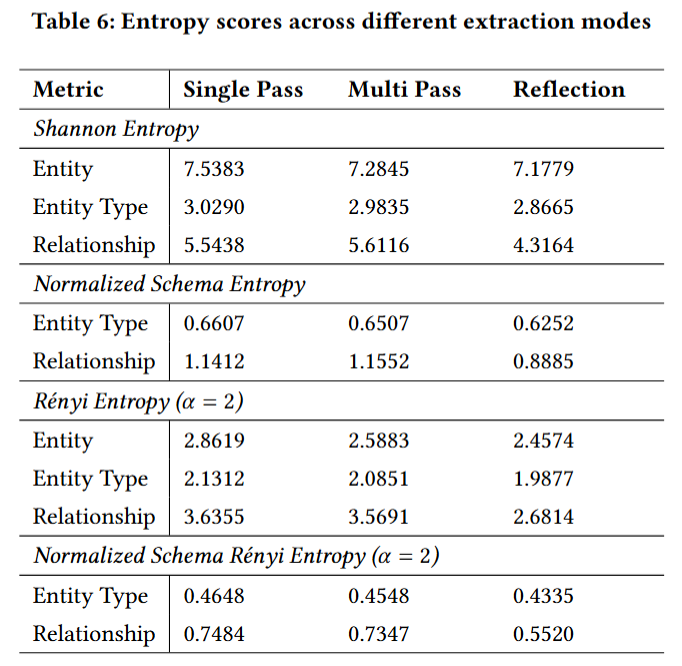 Table 6: Entropy scores across different extraction modes
Metric Single Pass Multi Pass Reflection
Shannon Entropy
Entity 7.5383 7.2845 7.1779
Entity Type 3.0290 2.9835 2.8665
Relationship 5.5438 5.6116 4.3164
Normalized Schema Entropy
Entity Type 0.6607 0.6507 0.6252
Relationship 1.1412 1.1552 0.8885
Rényi Entropy (α = 2)
Entity 2.8619 2.5883 2.4574
Entity Type 2.1312 2.0851 1.9877
Relationship 3.6355 3.5691 2.6814
Normalized Schema Rényi Entropy (α = 2)
Entity Type 0.4648 0.4548 0.4335
Relationship 0.7484 0.7347 0.5520